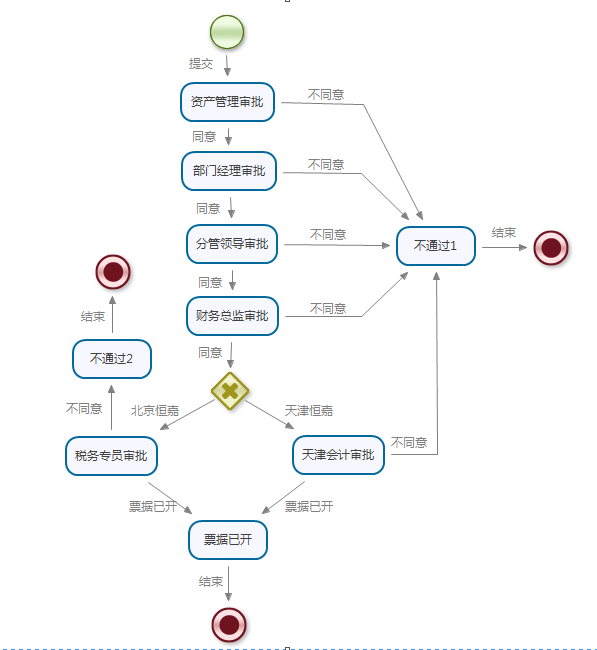 提交
资产管理审批
不同意
同意
部门经理审批
不同意
同意
分管领导审批
不同意
不通过1
结束
同意
财务总监审批
不同意
结束
同意
不通过2
不同意
北京恒嘉
天津恒嘉
税务专员审批
天津会计审批
不同意
票据已开
票据已开
票据已开
结束